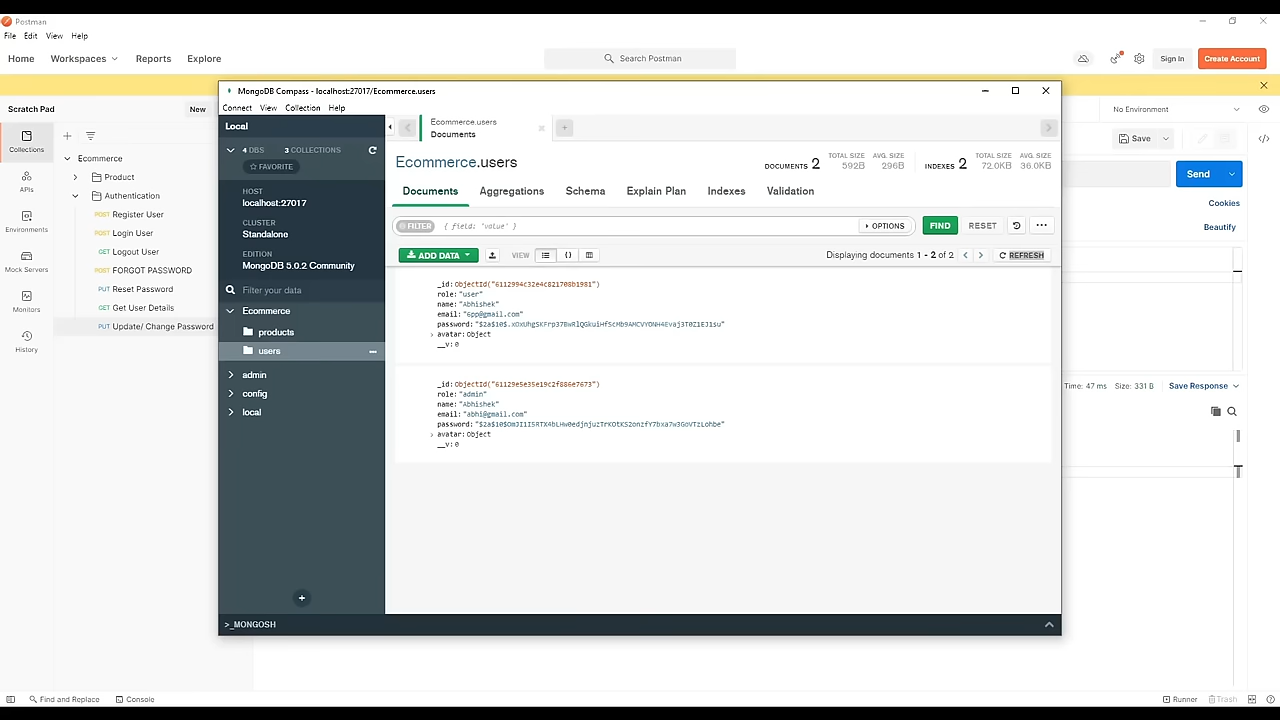 Postman
File Edit View Help
Home Workspaces Reports Explore
Search Postman
Sign In Create Account
Scratch Pad New
No Environment
Collections
APIs
Environments
Mock Servers
Monitors
History
Ecommerce
Product
Authentication
POST Register User
POST Login User
GET Logout User
POST FORGOT PASSWORD
PUT Reset Password
GET Get User Details
PUT Update/ Change Password
MongoDB Compass - localhost:27017/Ecommerce.users
Connect View Collection Help
Local
4 DBS 3 COLLECTIONS
FAVORITE
HOST
localhost:27017
CLUSTER
Standalone
EDITION
MongoDB 5.0.2 Community
Filter your data
Ecommerce
products
users
admin
config
local
>_MONGOSH
Ecommerce.users
Documents
Ecommerce.users
DOCUMENTS 2 TOTAL SIZE 592B AVG. SIZE 296B INDEXES 2 TOTAL SIZE 72.0KB AVG. SIZE 36.0KB
Documents Aggregations Schema Explain Plan Indexes Validation
FILTER { field: 'value' } OPTIONS FIND RESET
ADD DATA VIEW Displaying documents 1 - 2 of 2 REFRESH
_id:ObjectId("6112994c32e4c821708b1981")
role:"user"
name:"Abhishek"
email:"6pp@gmail.com"
avatar:Object
__v:0
_id:ObjectId("61129e5e35e19c2f886e7673")
role:"admin"
name:"Abhishek"
email:"abhi@gmail.com"
avatar:Object
__v:0
Save
Send
Cookies
Beautify
Time: 47 ms Size: 331 B Save Response
Find and Replace Console
Runner Trash